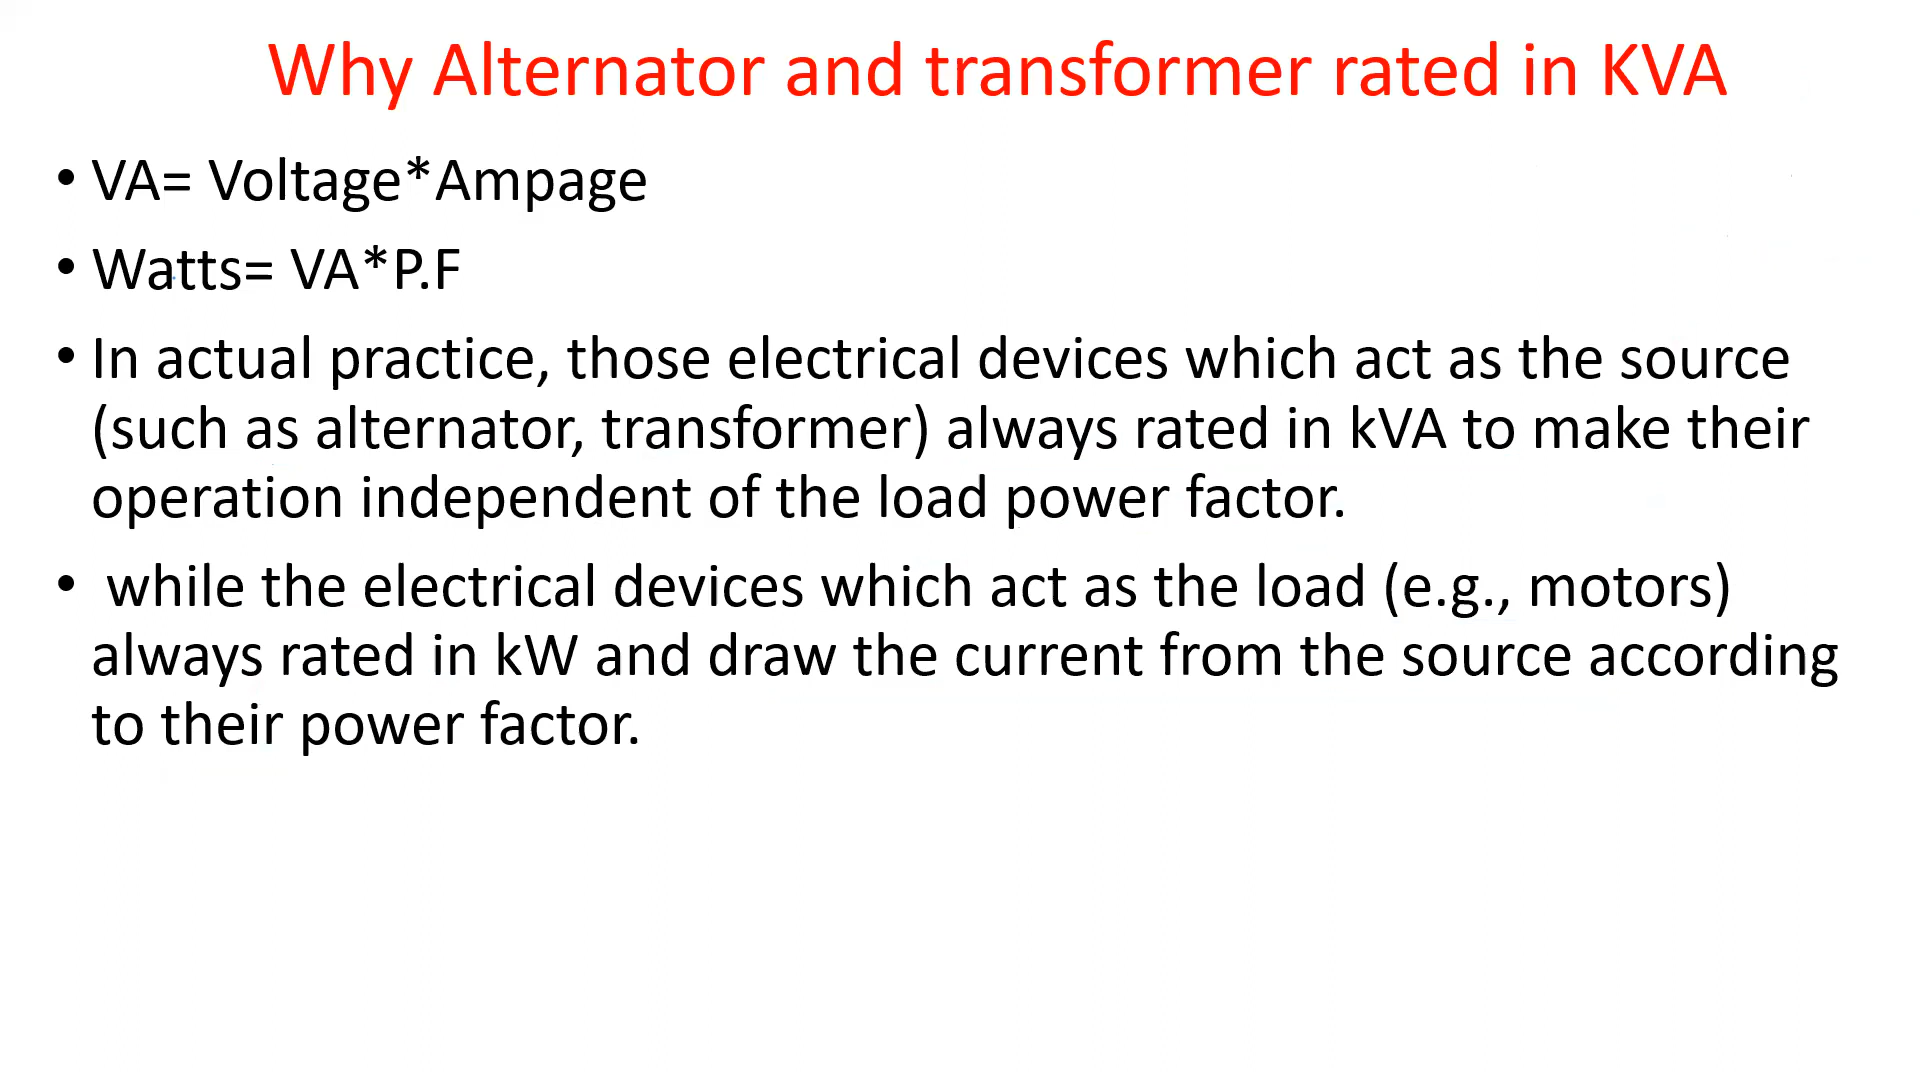 Why Alternator and transformer rated in KVA
• VA= Voltage*Ampage
• Watts= VA*P.F
• In actual practice, those electrical devices which act as the source
(such as alternator, transformer) always rated in kVA to make their
operation independent of the load power factor.
• while the electrical devices which act as the load (e.g., motors)
always rated in kW and draw the current from the source according
to their power factor.